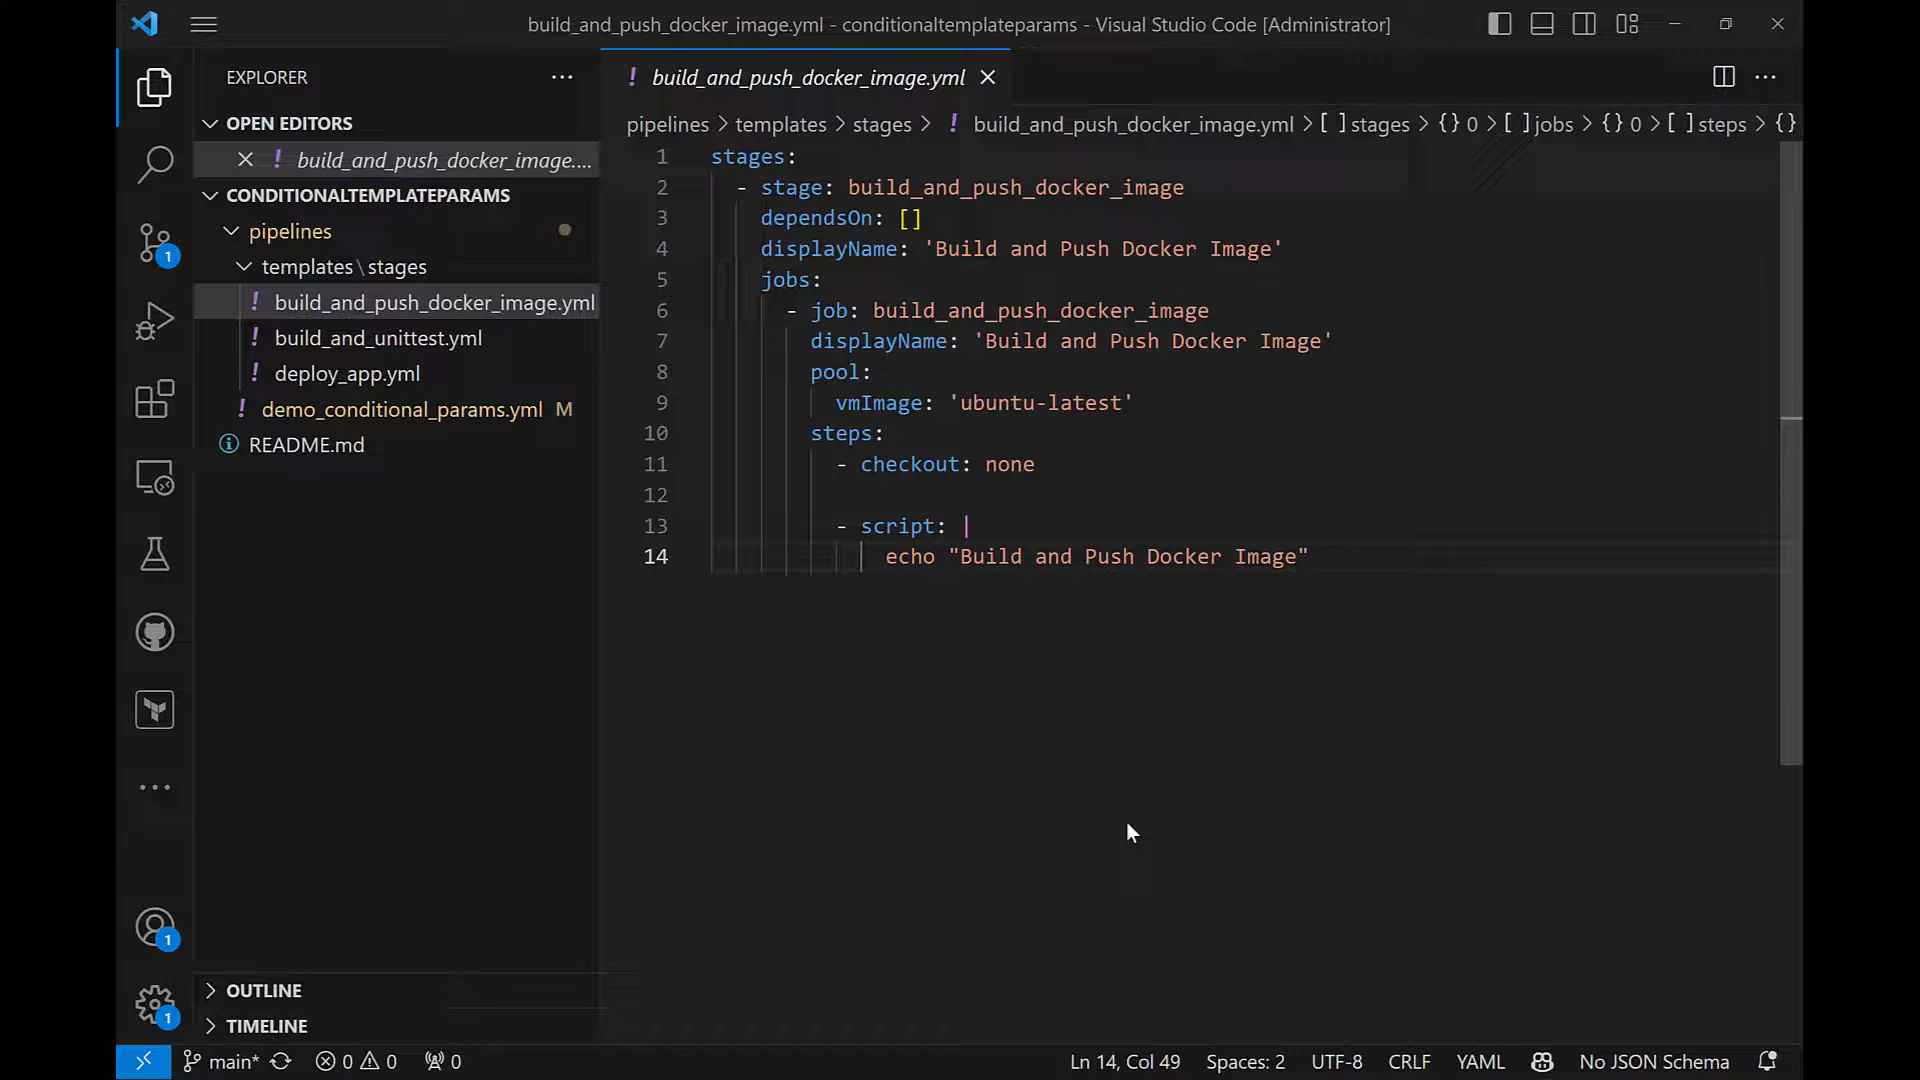 build_and_push_docker_image.yml - conditionaltemplateparams - Visual Studio Code [Administrator]
EXPLORER
OPEN EDITORS
! build_and_push_docker_image....
CONDITIONALTEMPLATEPARAMS
pipelines
templates\stages
! build_and_push_docker_image.yml
! build_and_unittest.yml
! deploy_app.yml
! demo_conditional_params.yml M
README.md
OUTLINE
TIMELINE
! build_and_push_docker_image.yml
pipelines > templates > stages > ! build_and_push_docker_image.yml > [ ] stages > {} 0 > [ ] jobs > {} 0 > [ ] steps > {}
1 stages:
2 - stage: build_and_push_docker_image
3 dependsOn: []
4 displayName: 'Build and Push Docker Image'
5 jobs:
6 - job: build_and_push_docker_image
7 displayName: 'Build and Push Docker Image'
8 pool:
9 vmImage: 'ubuntu-latest'
10 steps:
11 - checkout: none
12
13 - script: |
14 echo "Build and Push Docker Image"
1
1
1
main* 0 0 0 Ln 14, Col 49 Spaces: 2 UTF-8 CRLF YAML No JSON Schema